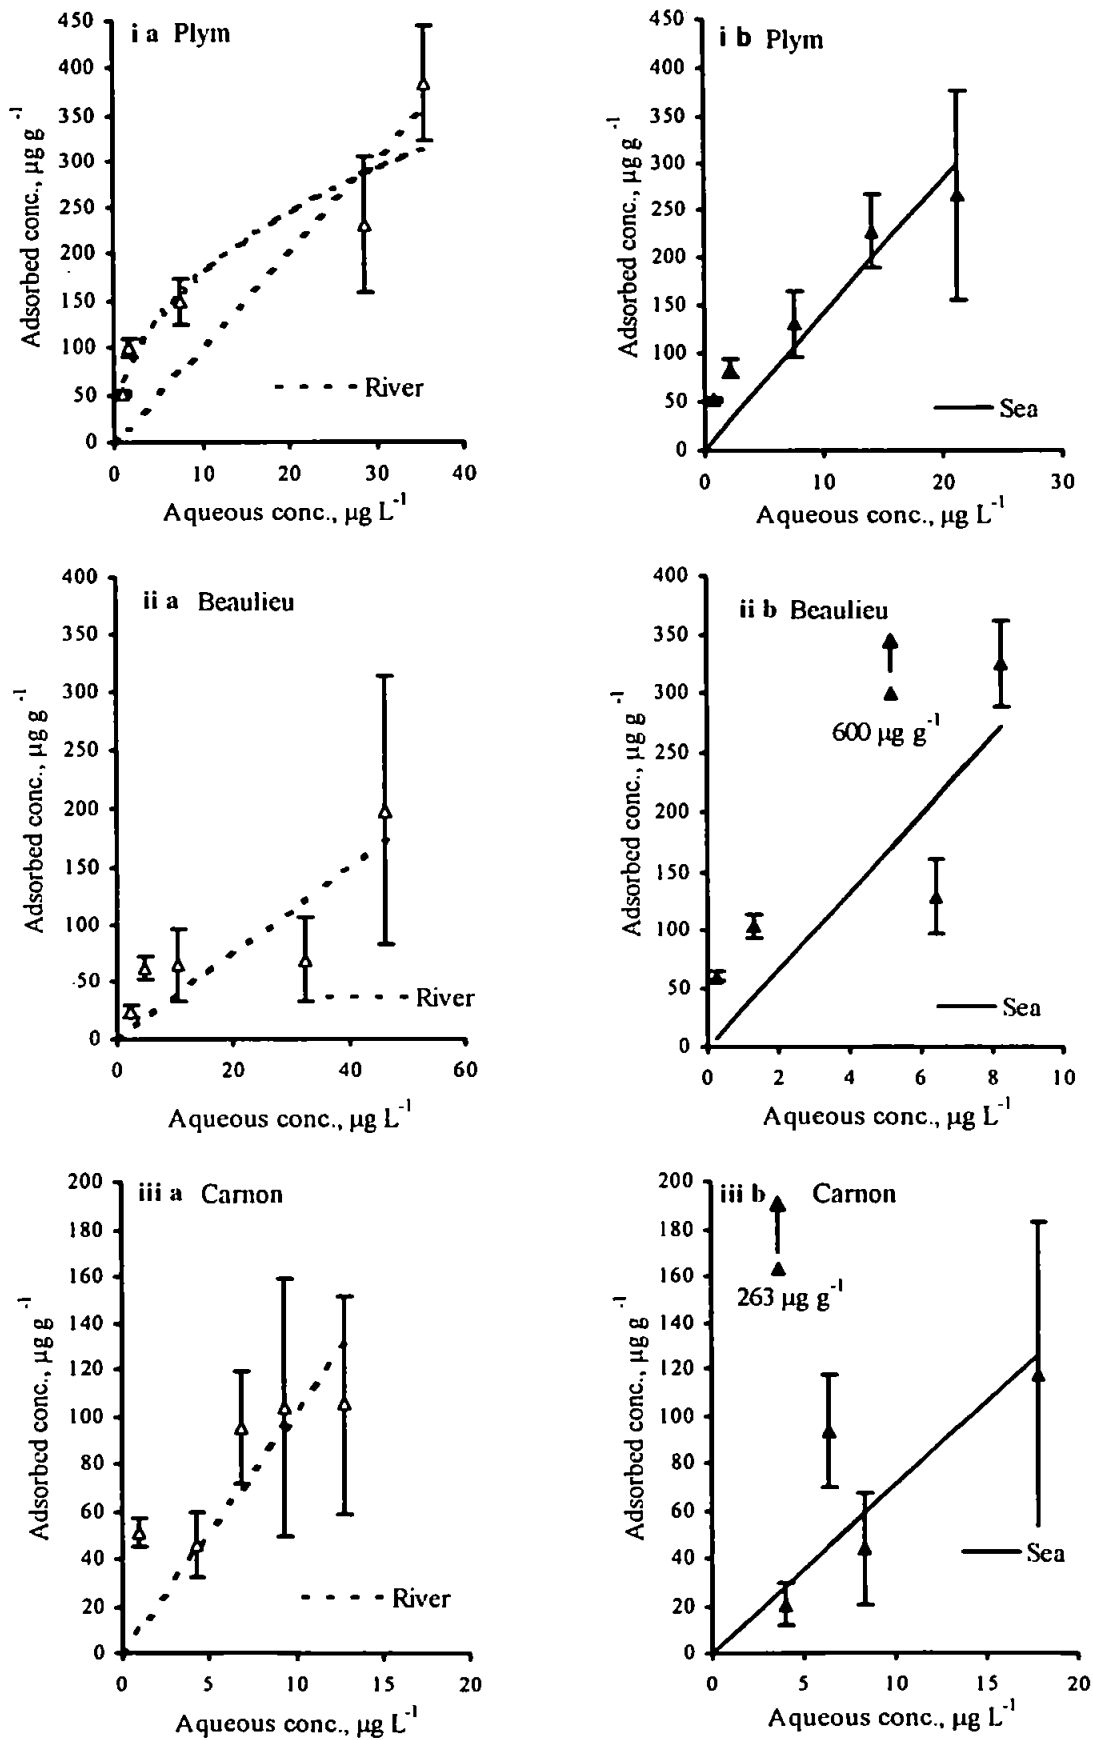 i a Plym
450
400
350
300
250
200
150
100
50
0
Adsorbed conc., µg g⁻¹
River
0 10 20 30 40
Aqueous conc., µg L⁻¹
i b Plym
450
400
350
300
250
200
150
100
50
0
Adsorbed conc., µg g⁻¹
Sea
0 10 20 30
Aqueous conc., µg L⁻¹
ii a Beaulieu
400
350
300
250
200
150
100
50
0
Adsorbed conc., µg g⁻¹
River
0 20 40 60
Aqueous conc., µg L⁻¹
ii b Beaulieu
400
350
300
250
200
150
100
50
0
Adsorbed conc., µg g⁻¹
600 µg g⁻¹
Sea
0 2 4 6 8 10
Aqueous conc., µg L⁻¹
iii a Carnon
200
180
160
140
120
100
80
60
40
20
0
Adsorbed conc., µg g⁻¹
River
0 5 10 15 20
Aqueous conc., µg L⁻¹
iii b Carnon
200
180
160
140
120
100
80
60
40
20
0
Adsorbed conc., µg g⁻¹
263 µg g⁻¹
Sea
0 5 10 15 20
Aqueous conc., µg L⁻¹